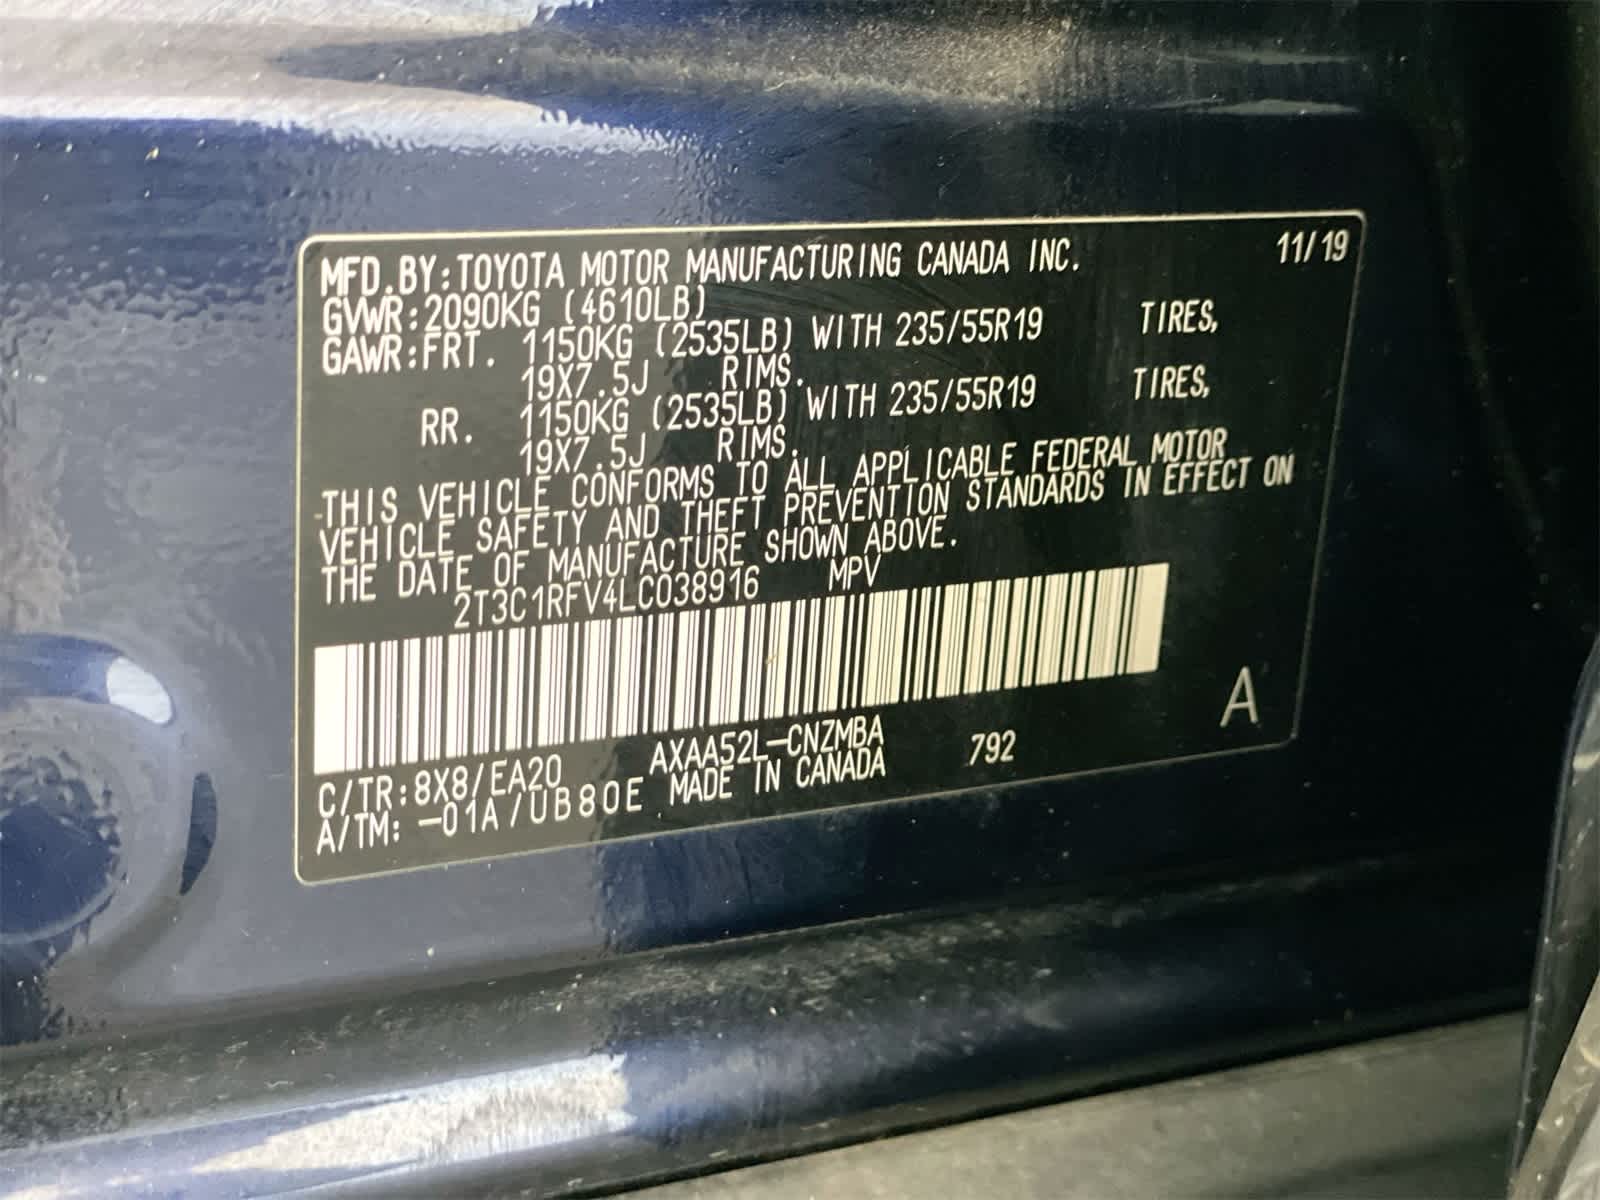 MFD.BY:TOYOTA MOTOR MANUFACTURING CANADA INC. 11/19
GVWR:2090KG (4610LB)
GAWR:FRT. 1150KG (2535LB) WITH 235/55R19 TIRES,
19X7.5J RIMS.
RR. 1150KG (2535LB) WITH 235/55R19 TIRES,
19X7.5J RIMS.
THIS VEHICLE CONFORMS TO ALL APPLICABLE FEDERAL MOTOR
VEHICLE SAFETY AND THEFT PREVENTION STANDARDS IN EFFECT ON
THE DATE OF MANUFACTURE SHOWN ABOVE.
2T3C1RFV4LC038916 MPV
A
C/TR:8X8/EA20 AXAA52L-CNZMBA 792
A/TM: -01A/UB80E MADE IN CANADA